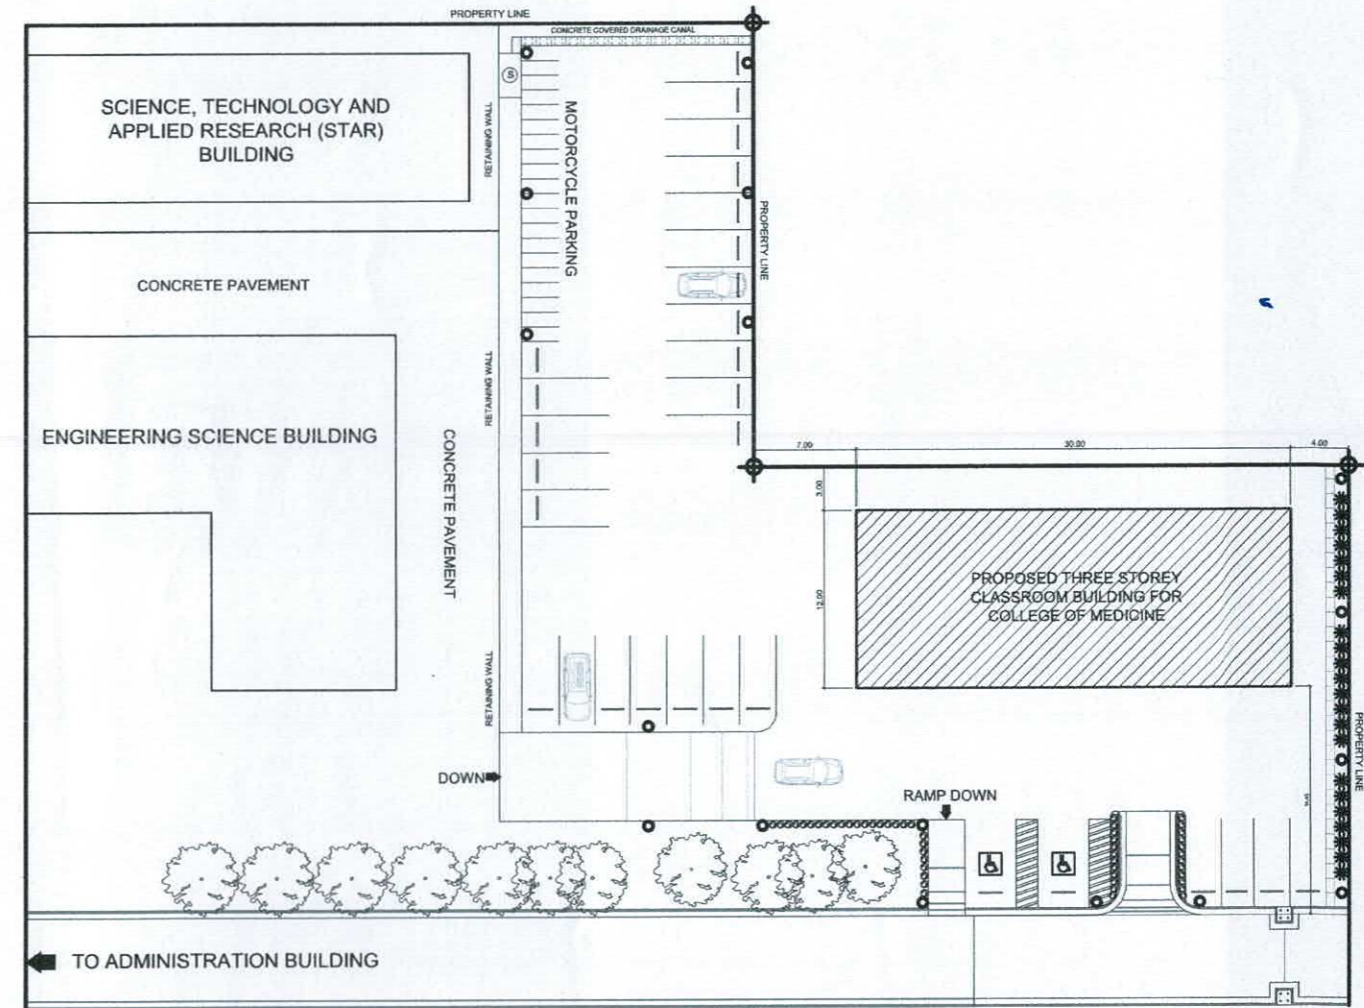 PROPERTY LINE
CONCRETE COVERED DRAINAGE CANAL
S
SCIENCE, TECHNOLOGY AND
APPLIED RESEARCH (STAR)
BUILDING
RETAINING WALL
MOTORCYCLE PARKING
PROPERTY LINE
CONCRETE PAVEMENT
RETAINING WALL
ENGINEERING SCIENCE BUILDING
CONCRETE PAVEMENT
7.00
30.00
4.00
3.00
12.00
PROPOSED THREE STOREY
CLASSROOM BUILDING FOR
COLLEGE OF MEDICINE
RETAINING WALL
PROPERTY LINE
DOWN
RAMP DOWN
TO ADMINISTRATION BUILDING